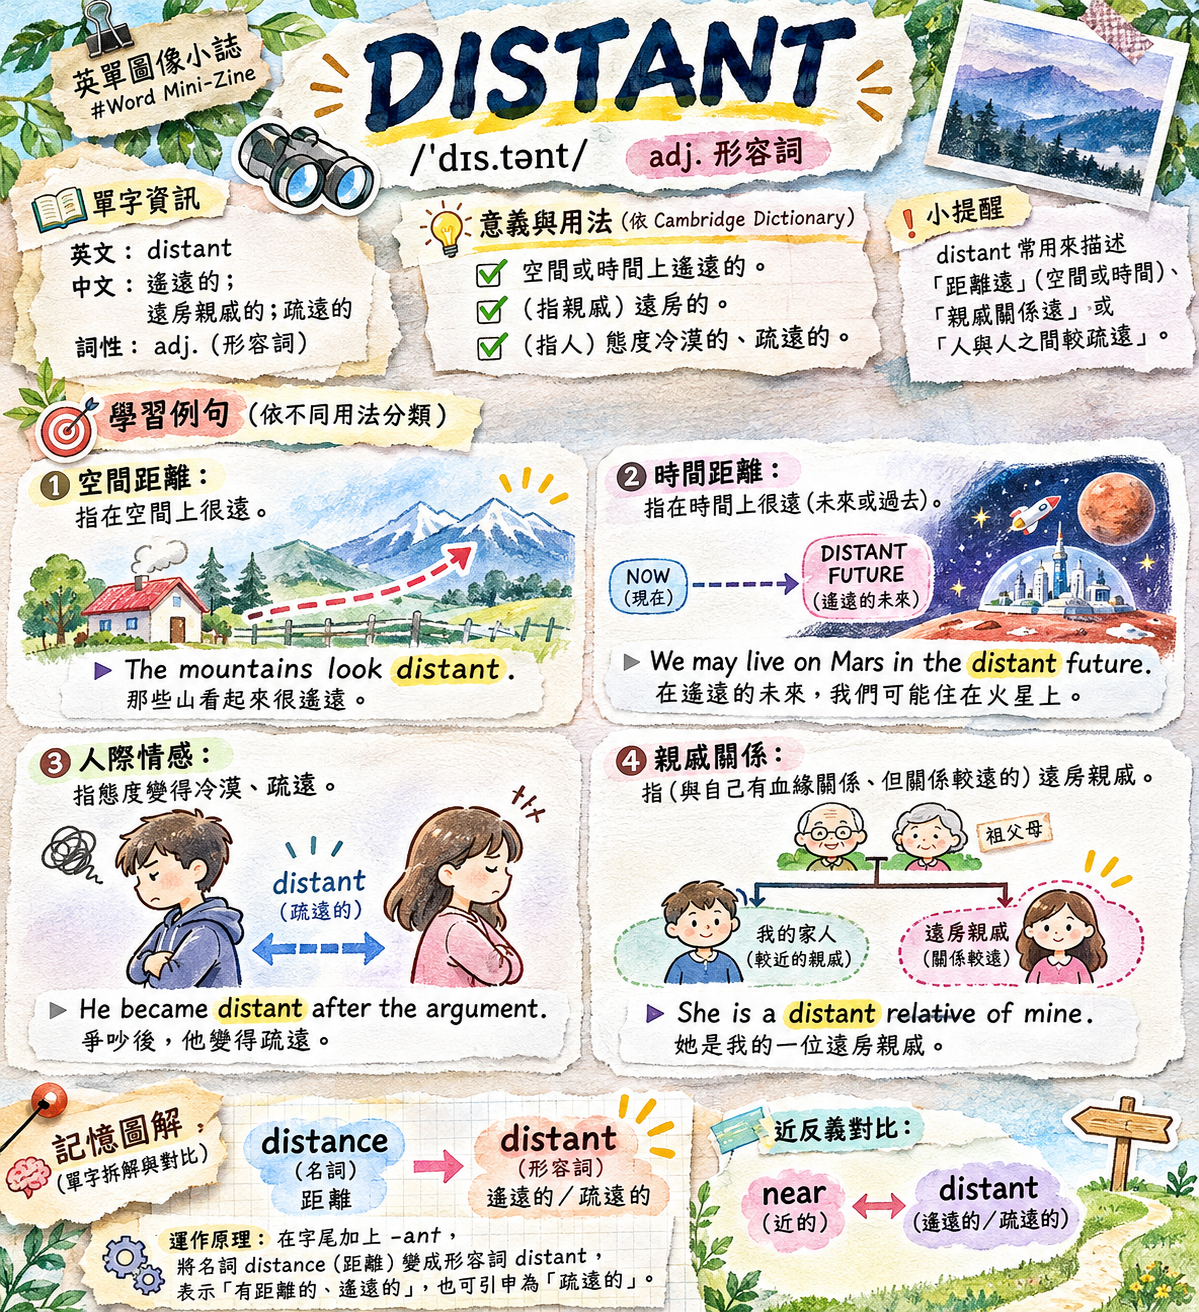 英單圖像小誌
#Word Mini-Zine
DISTANT
/ˈdɪs.tənt/
adj. 形容詞
單字資訊
英文：distant
中文：遙遠的；
遠房親戚的；疏遠的
詞性：adj.（形容詞）
意義與用法（依 Cambridge Dictionary）
空間或時間上遙遠的。
（指親戚）遠房的。
（指人）態度冷漠的、疏遠的。
小提醒
distant 常用來描述
「距離遠」（空間或時間）、
「親戚關係遠」或
「人與人之間較疏遠」。
學習例句（依不同用法分類）
1 空間距離：
指在空間上很遠。
The mountains look distant.
那些山看起來很遙遠。
2 時間距離：
指在時間上很遠（未來或過去）。
NOW
（現在）
DISTANT
FUTURE
（遙遠的未來）
We may live on Mars in the distant future.
在遙遠的未來，我們可能住在火星上。
3 人際情感：
指態度變得冷漠、疏遠。
distant
（疏遠的）
He became distant after the argument.
爭吵後，他變得疏遠。
4 親戚關係：
指（與自己有血緣關係、但關係較遠的）遠房親戚。
祖父母
我的家人
（較近的親戚）
遠房親戚
（關係較遠）
She is a distant relative of mine.
她是我的一位遠房親戚。
記憶圖解，
（單字拆解與對比）
distance
（名詞）
距離
distant
（形容詞）
遙遠的／疏遠的
運作原理：在字尾加上 -ant，
將名詞 distance（距離）變成形容詞 distant，
表示「有距離的、遙遠的」，也可引申為「疏遠的」。
近反義對比：
near
（近的）
distant
（遙遠的／疏遠的）